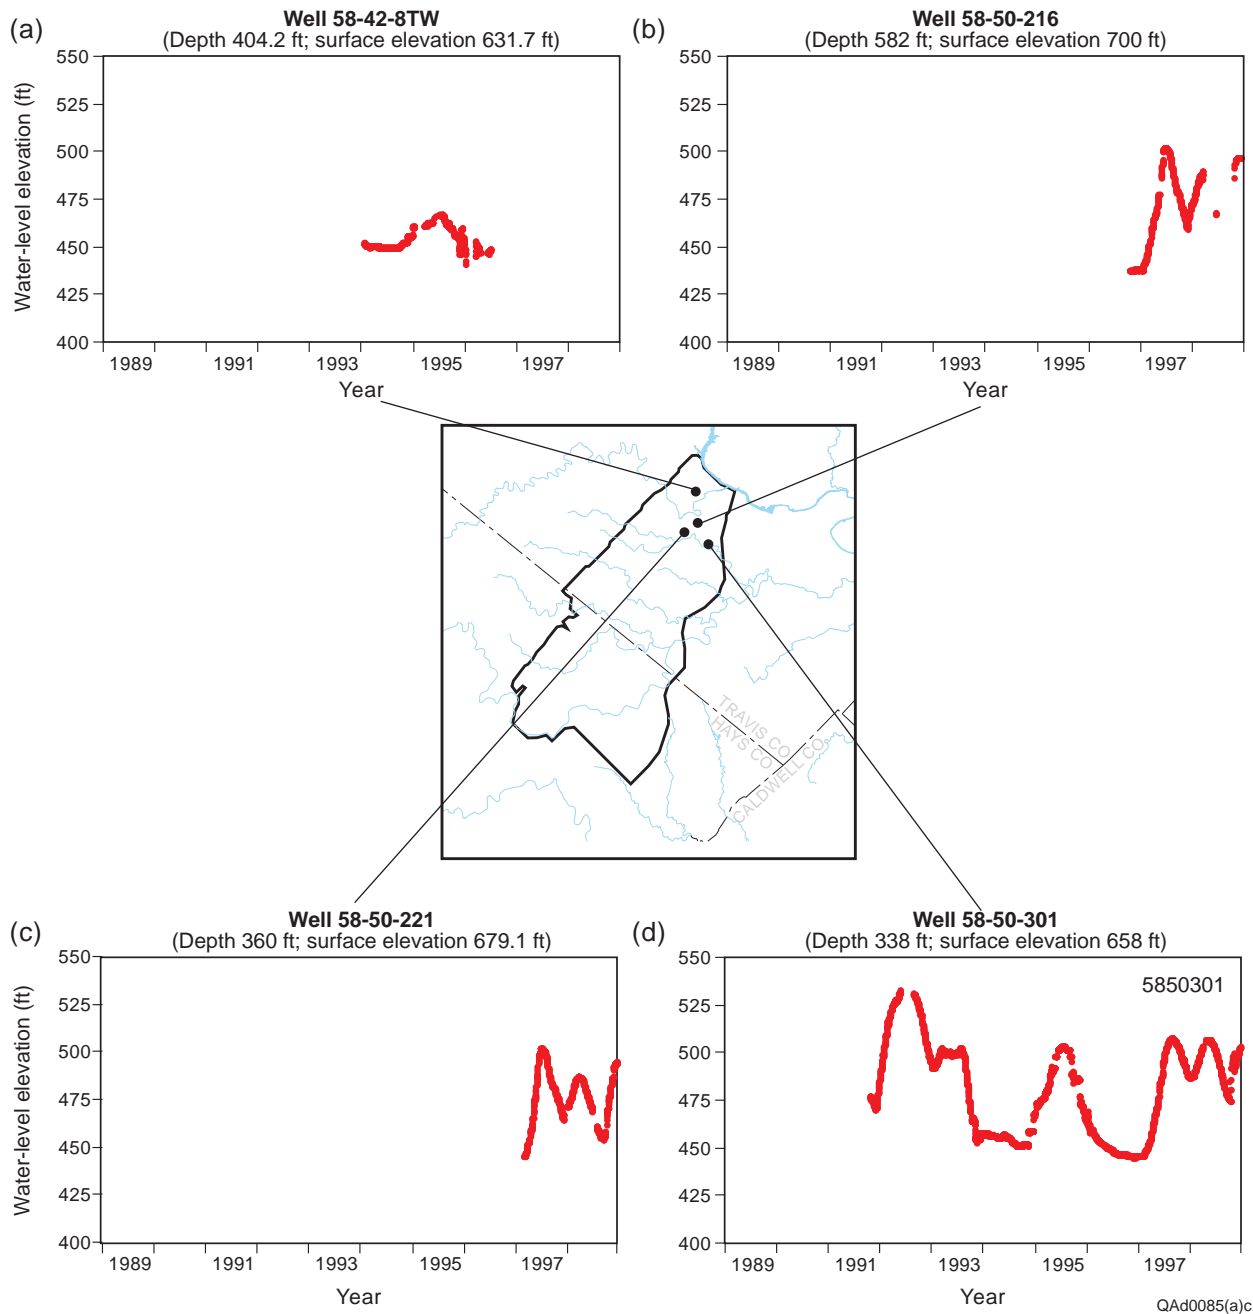 (a)
Well 58-42-8TW
(Depth 404.2 ft; surface elevation 631.7 ft)
550
525
500
475
450
425
400
Water-level elevation (ft)
1989 1991 1993 1995 1997
Year
(b)
Well 58-50-216
(Depth 582 ft; surface elevation 700 ft)
550
525
500
475
450
425
400
1989 1991 1993 1995 1997
Year
TRAVIS CO.
HAYS CO.
CALDWELL CO.
(c)
Well 58-50-221
(Depth 360 ft; surface elevation 679.1 ft)
550
525
500
475
450
425
400
Water-level elevation (ft)
1989 1991 1993 1995 1997
Year
(d)
Well 58-50-301
(Depth 338 ft; surface elevation 658 ft)
5850301
550
525
500
475
450
425
400
1989 1991 1993 1995 1997
Year
QAd0085(a)c